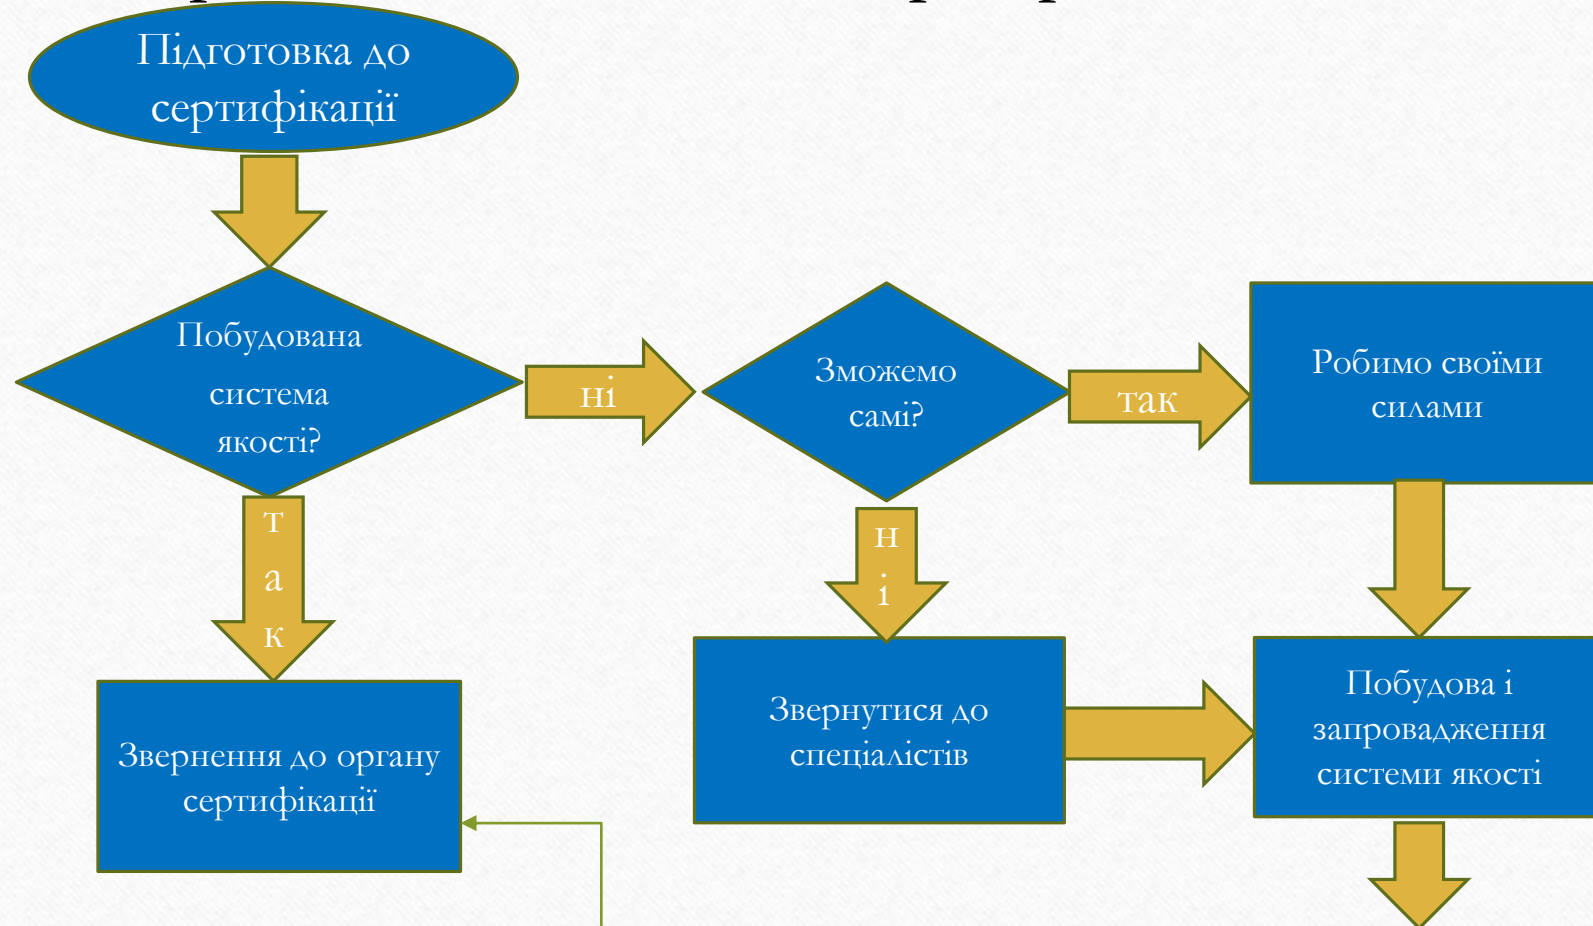 Підготовка до
сертифікації
Побудована
система
якості?
ні
Зможемо
самі?
так
Робимо своїми
силами
т
а
к
н
і
Звернення до органу
сертифікації
Звернутися до
спеціалістів
Побудова і
запровадження
системи якості